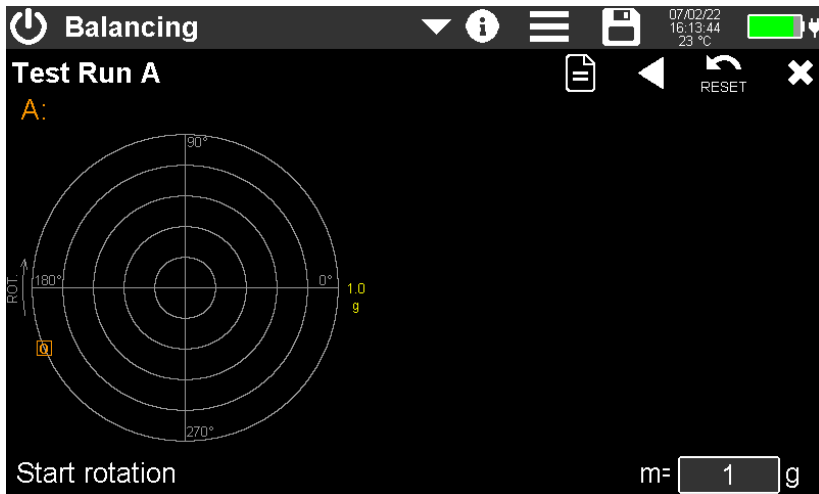 Balancing
i
07/02/22
16:13:44
23 °C
Test Run A
RESET
A:
90°
ROT.
180°
0°
1.0
g
0
270°
Start rotation
m= 1 g